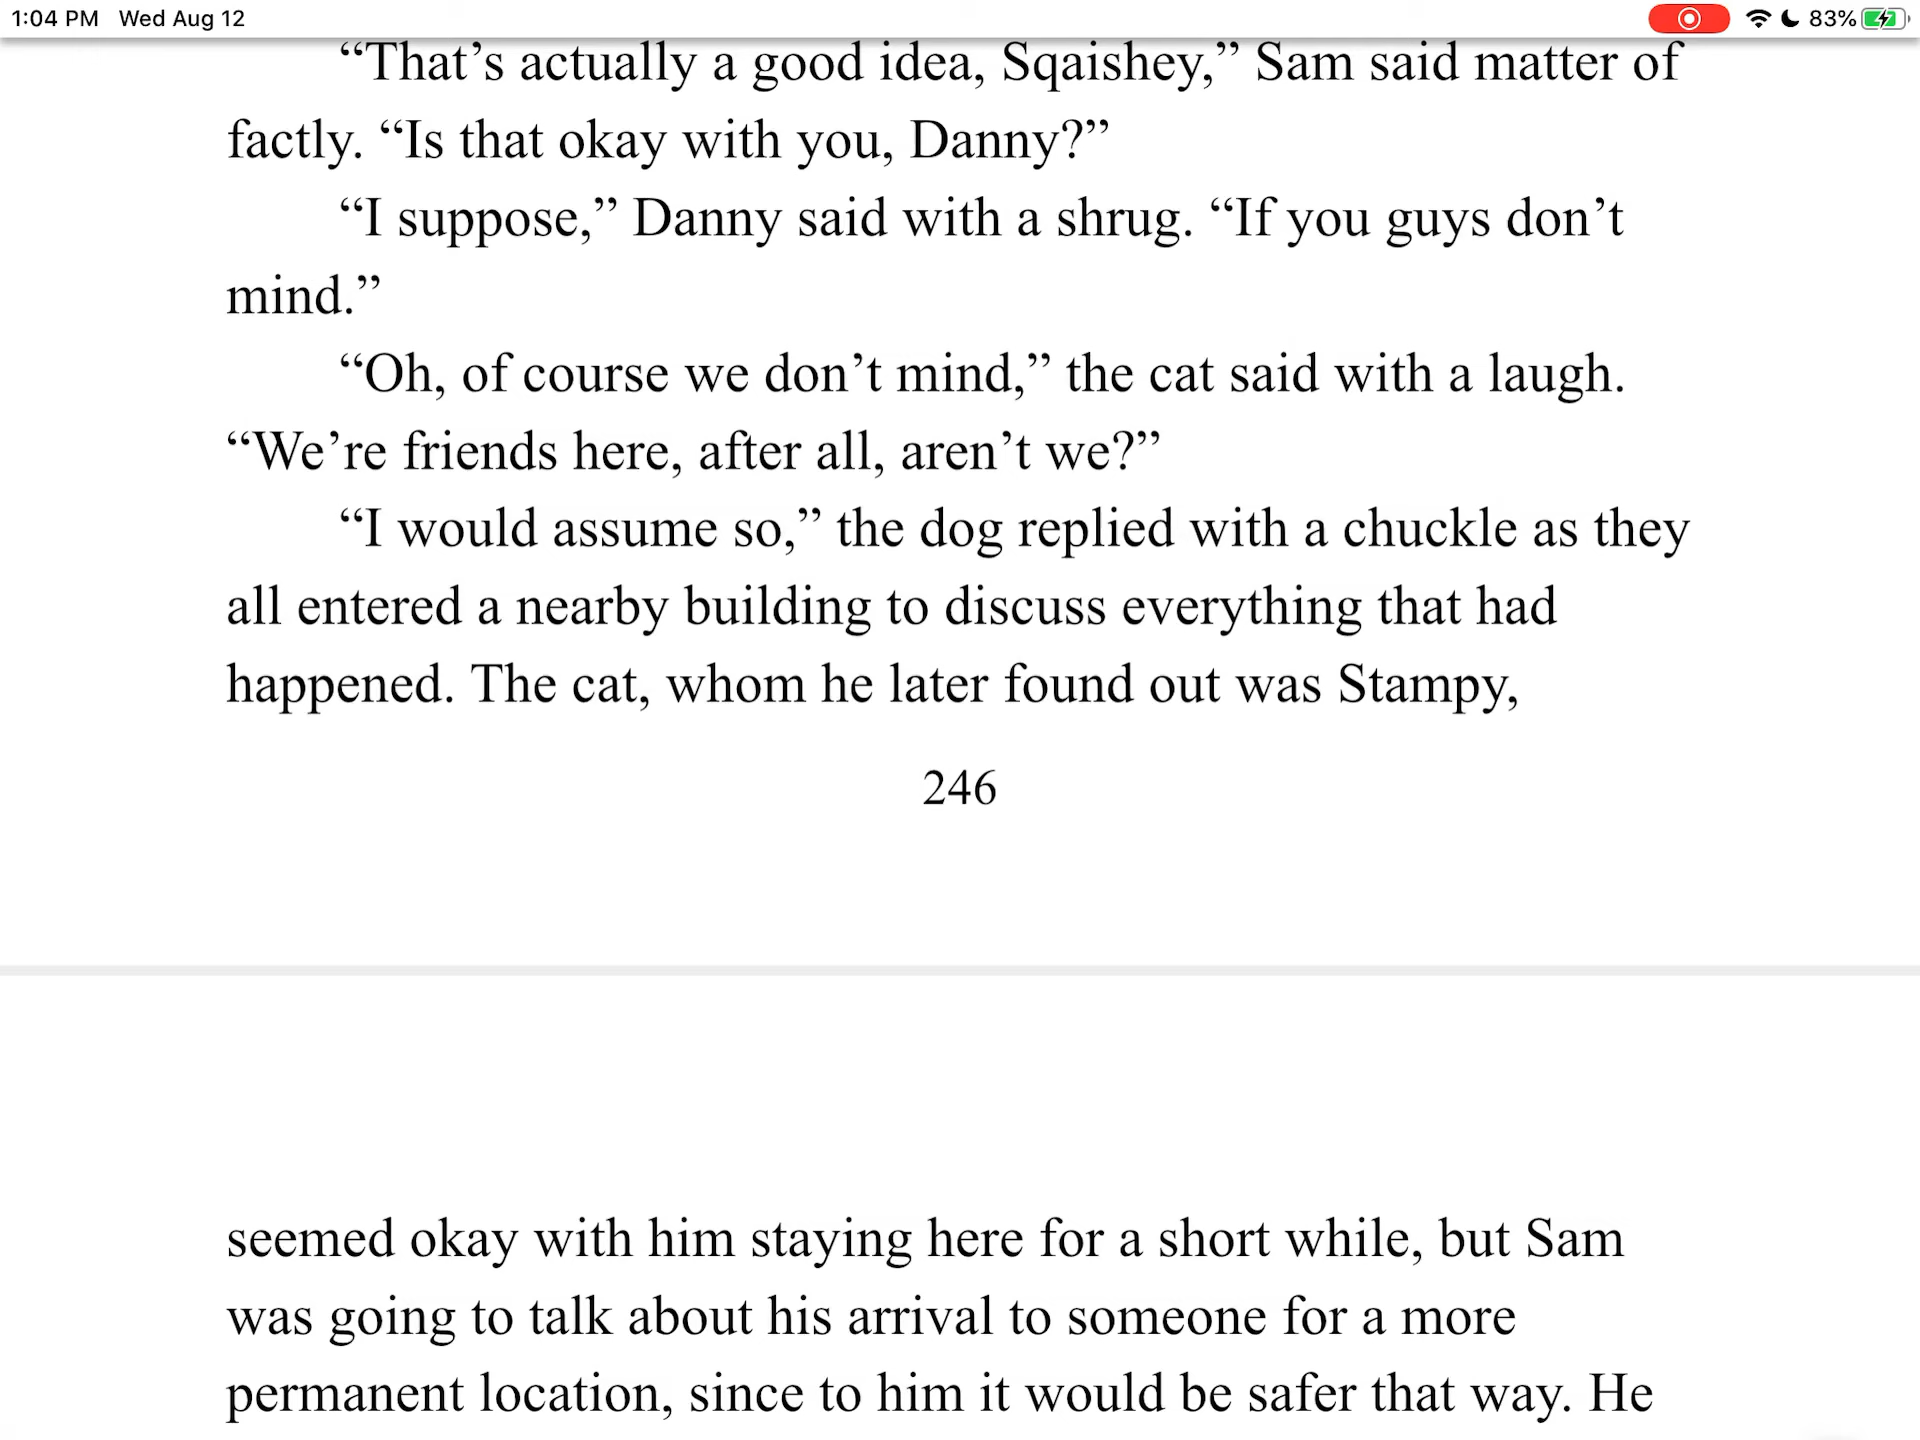 1:04 PM Wed Aug 12 83%
“That’s actually a good idea, Sqaishey,” Sam said matter of
factly. “Is that okay with you, Danny?”
“I suppose,” Danny said with a shrug. “If you guys don’t
mind.”
“Oh, of course we don’t mind,” the cat said with a laugh.
“We’re friends here, after all, aren’t we?”
“I would assume so,” the dog replied with a chuckle as they
all entered a nearby building to discuss everything that had
happened. The cat, whom he later found out was Stampy,
246
seemed okay with him staying here for a short while, but Sam
was going to talk about his arrival to someone for a more
permanent location, since to him it would be safer that way. He